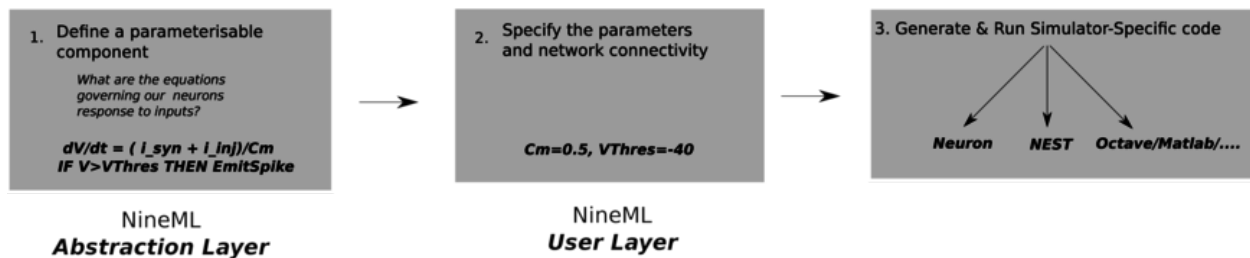 1. Define a parameterisable
component
What are the equations
governing our neurons
response to inputs?
dV/dt = ( i_syn + i_inj)/Cm
IF V>VThres THEN EmitSpike
NineML
Abstraction Layer
2. Specify the parameters
and network connectivity
Cm=0.5, VThres=-40
NineML
User Layer
3. Generate & Run Simulator-Specific code
Neuron NEST Octave/Matlab/....